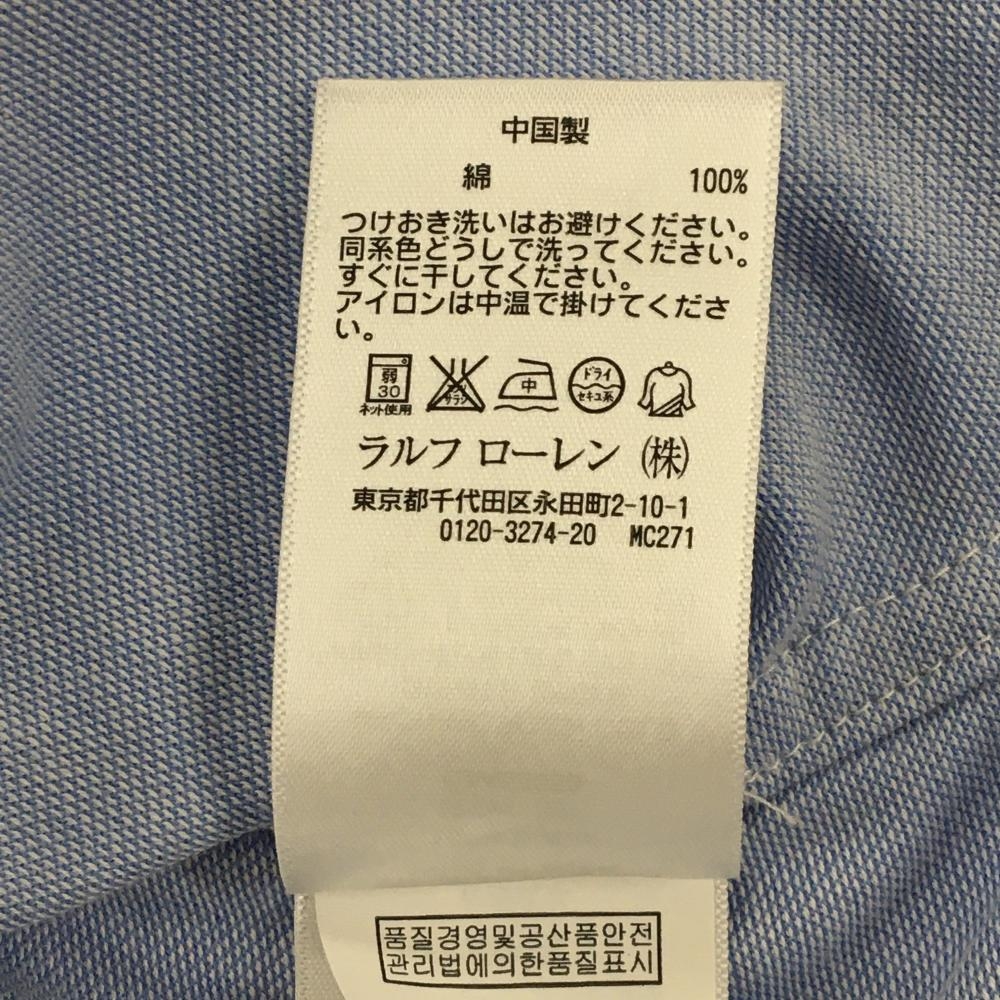 中国製
綿 100%
つけおき洗いはお避けください。
同系色どうしで洗ってください。
すぐに干してください。
アイロンは中温で掛けてくださ
い。
弱 中 ドライ
30 サラシ セキユ系
ネット使用
ラルフ ローレン (株)
東京都千代田区永田町2-10-1
0120-3274-20 MC271
품질경영및공산품안전
관리법에의한품질표시